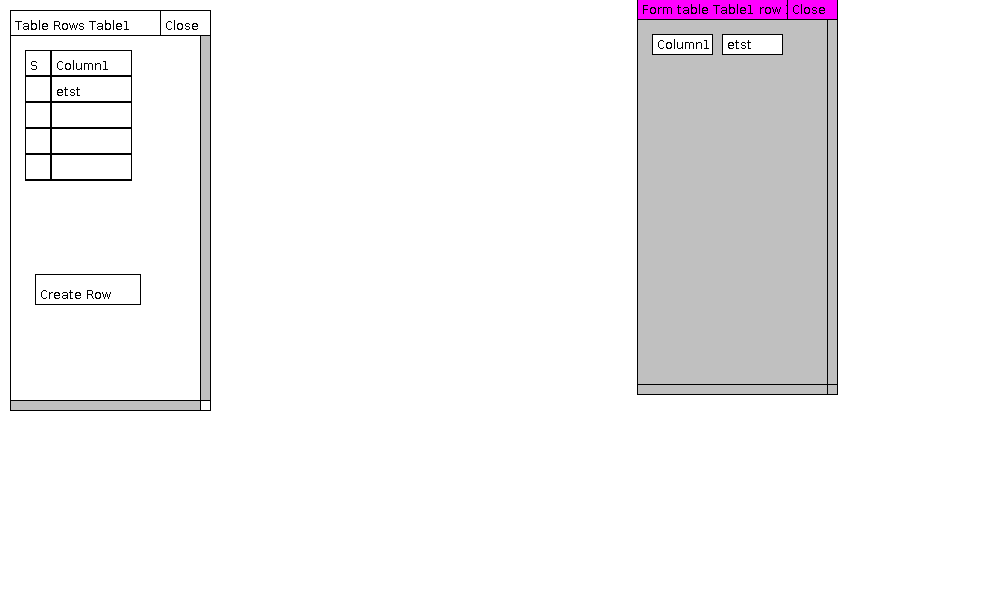 Table Rows Table1 Close
S Column1
etst
Create Row
Form table Table1 row Close
Column1 etst